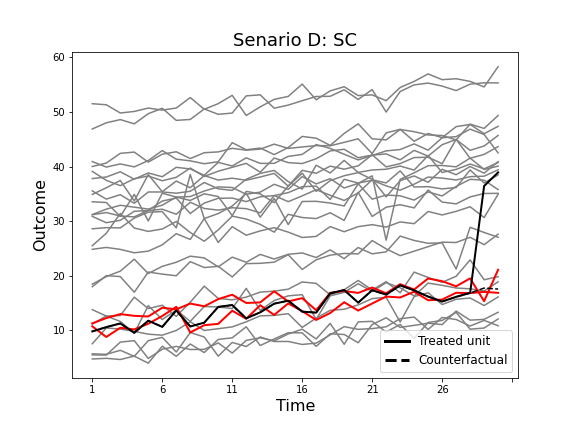 Senario D: SC
60
50
40
30
20
10
Outcome
1 6 11 16 21 26
Time
Treated unit
Counterfactual